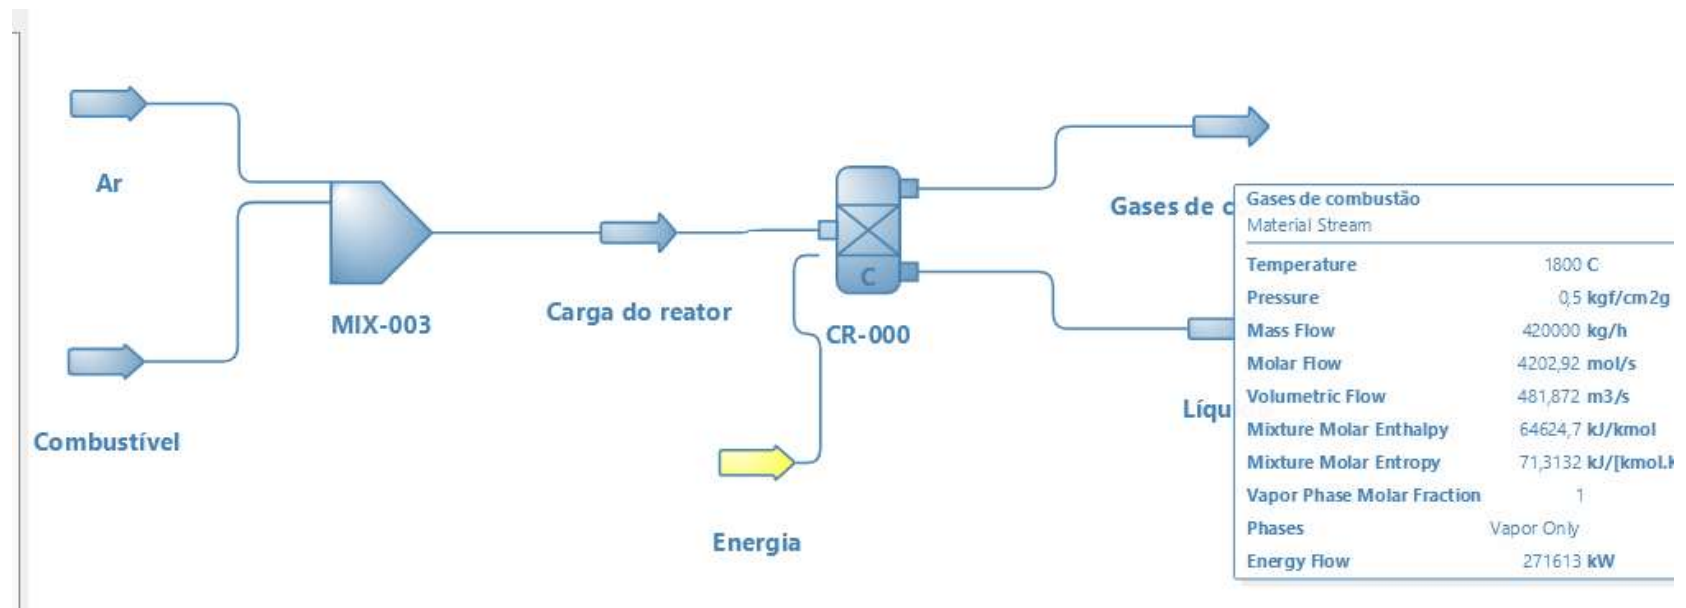 Ar
Combustível
MIX-003
Carga do reator
CR-000
C
Energia
Gases de c
Líqu
Gases de combustão
Material Stream
Temperature 1800 C
Pressure 0,5 kgf/cm2g
Mass Flow 420000 kg/h
Molar Flow 4202,92 mol/s
Volumetric Flow 481,872 m3/s
Mixture Molar Enthalpy 64624,7 kJ/kmol
Mixture Molar Entropy 71,3132 kJ/[kmol.K
Vapor Phase Molar Fraction 1
Phases Vapor Only
Energy Flow 271613 kW